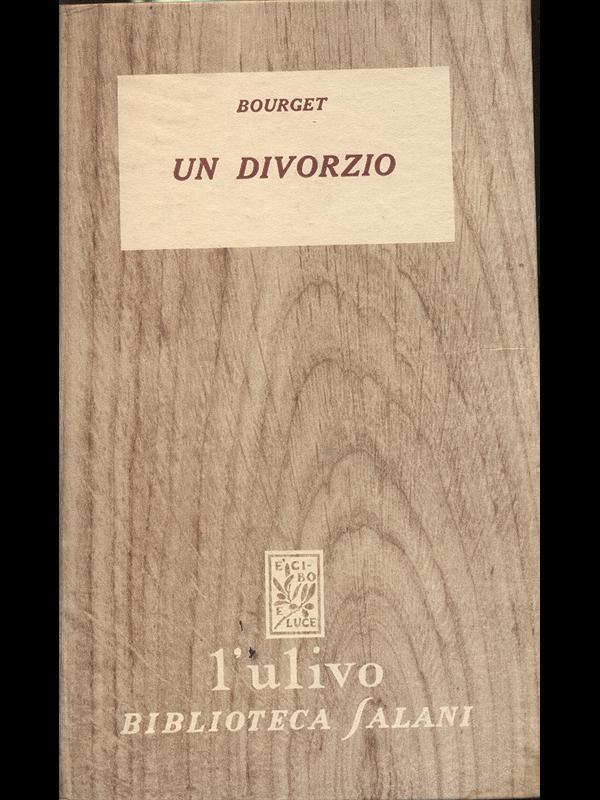 BOURGET
UN DIVORZIO
E' CI-
BO
E
LUCE
l'ulivo
BIBLIOTECA SALANI